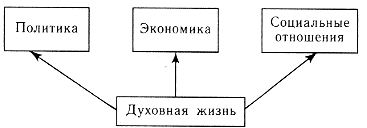 Политика
Экономика
Социальные
отношения
Духовная жизнь